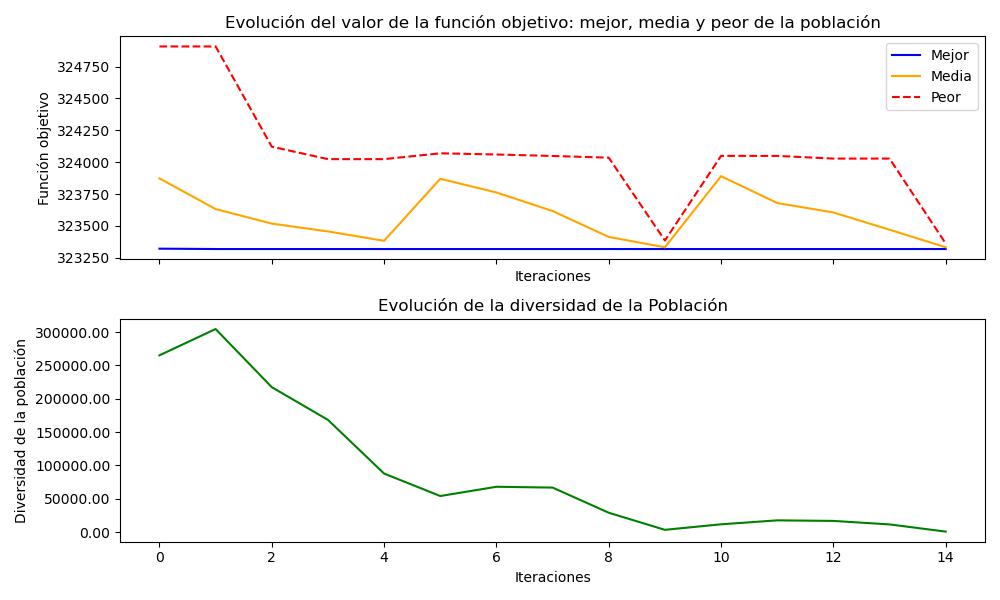 Evolución del valor de la función objetivo: mejor, media y peor de la población
Función objetivo
324750
324500
324250
324000
323750
323500
323250
Mejor
Media
Peor
Iteraciones
Evolución de la diversidad de la Población
Diversidad de la población
300000.00
250000.00
200000.00
150000.00
100000.00
50000.00
0.00
0 2 4 6 8 10 12 14
Iteraciones